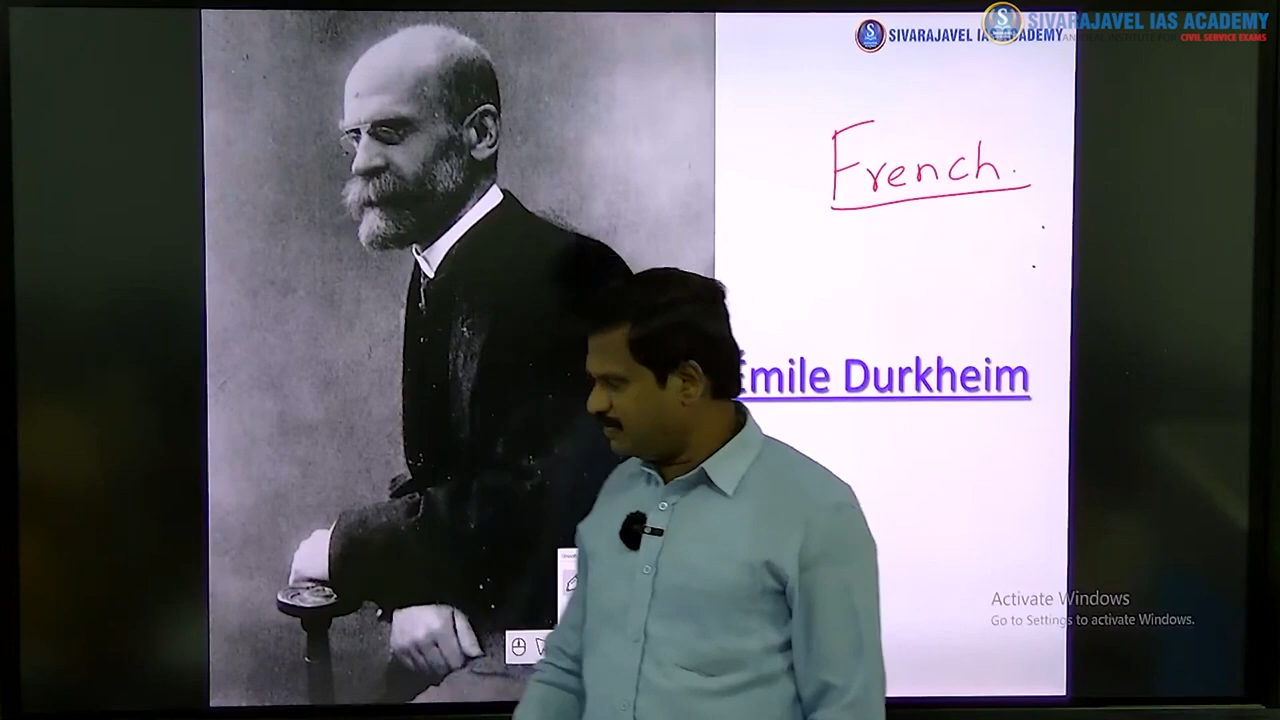 SIVARAJAVEL IAS ACADEMY
SIVARAJAVEL IAS ACADEMY
CIVIL SERVICE EXAMS
French.
Émile Durkheim
Activate Windows
Go to Settings to activate Windows.